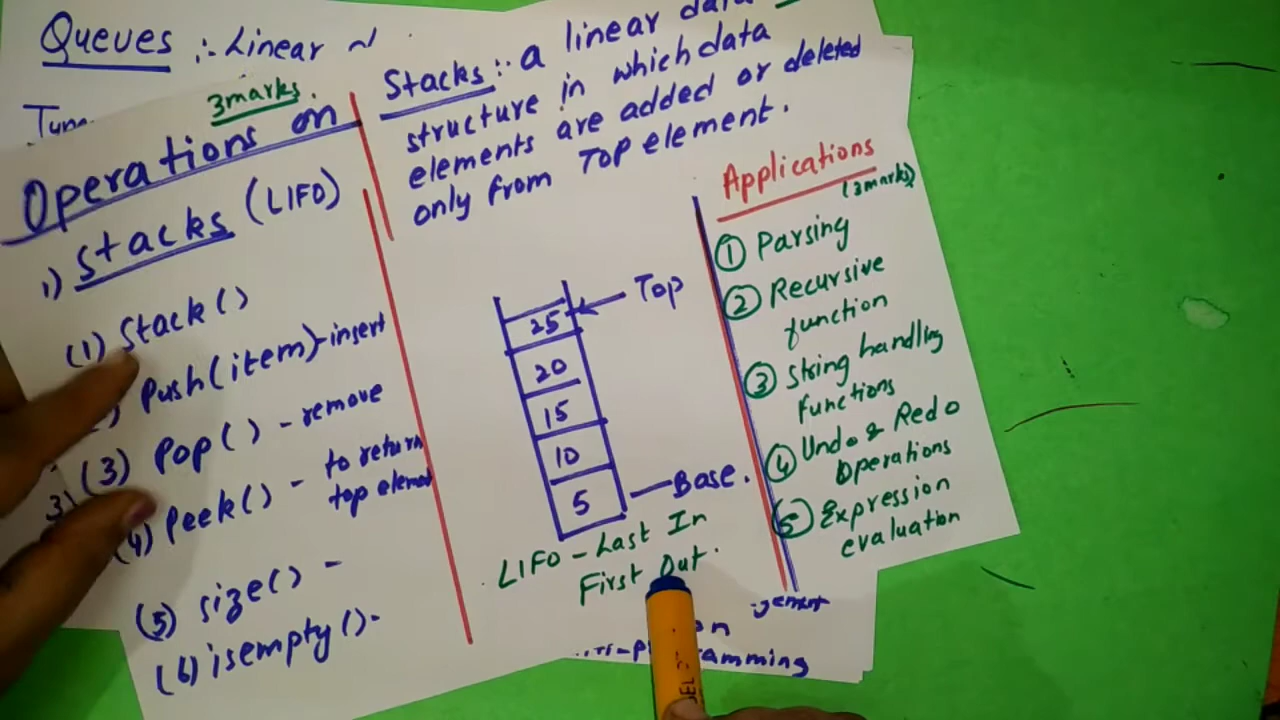 Queues :- Linear
3marks.
Operations on
1) Stacks (LIFO)
(1) Stack()
) Push(item)-insert
(3) Pop() - remove
3)
(4) Peek() - to return
top element
(5) size() -
(6) isempty().
Stacks :- a linear data
structure in which data
elements are added or deleted
only from Top element.
Top
25
20
15
10
5
Base.
LIFO - Last In
First Out.
Applications
(3marks)
1 Parsing
2 Recursive
function
3 String handling
functions
4 Undo & Redo
Operations
5 Expression
evaluation